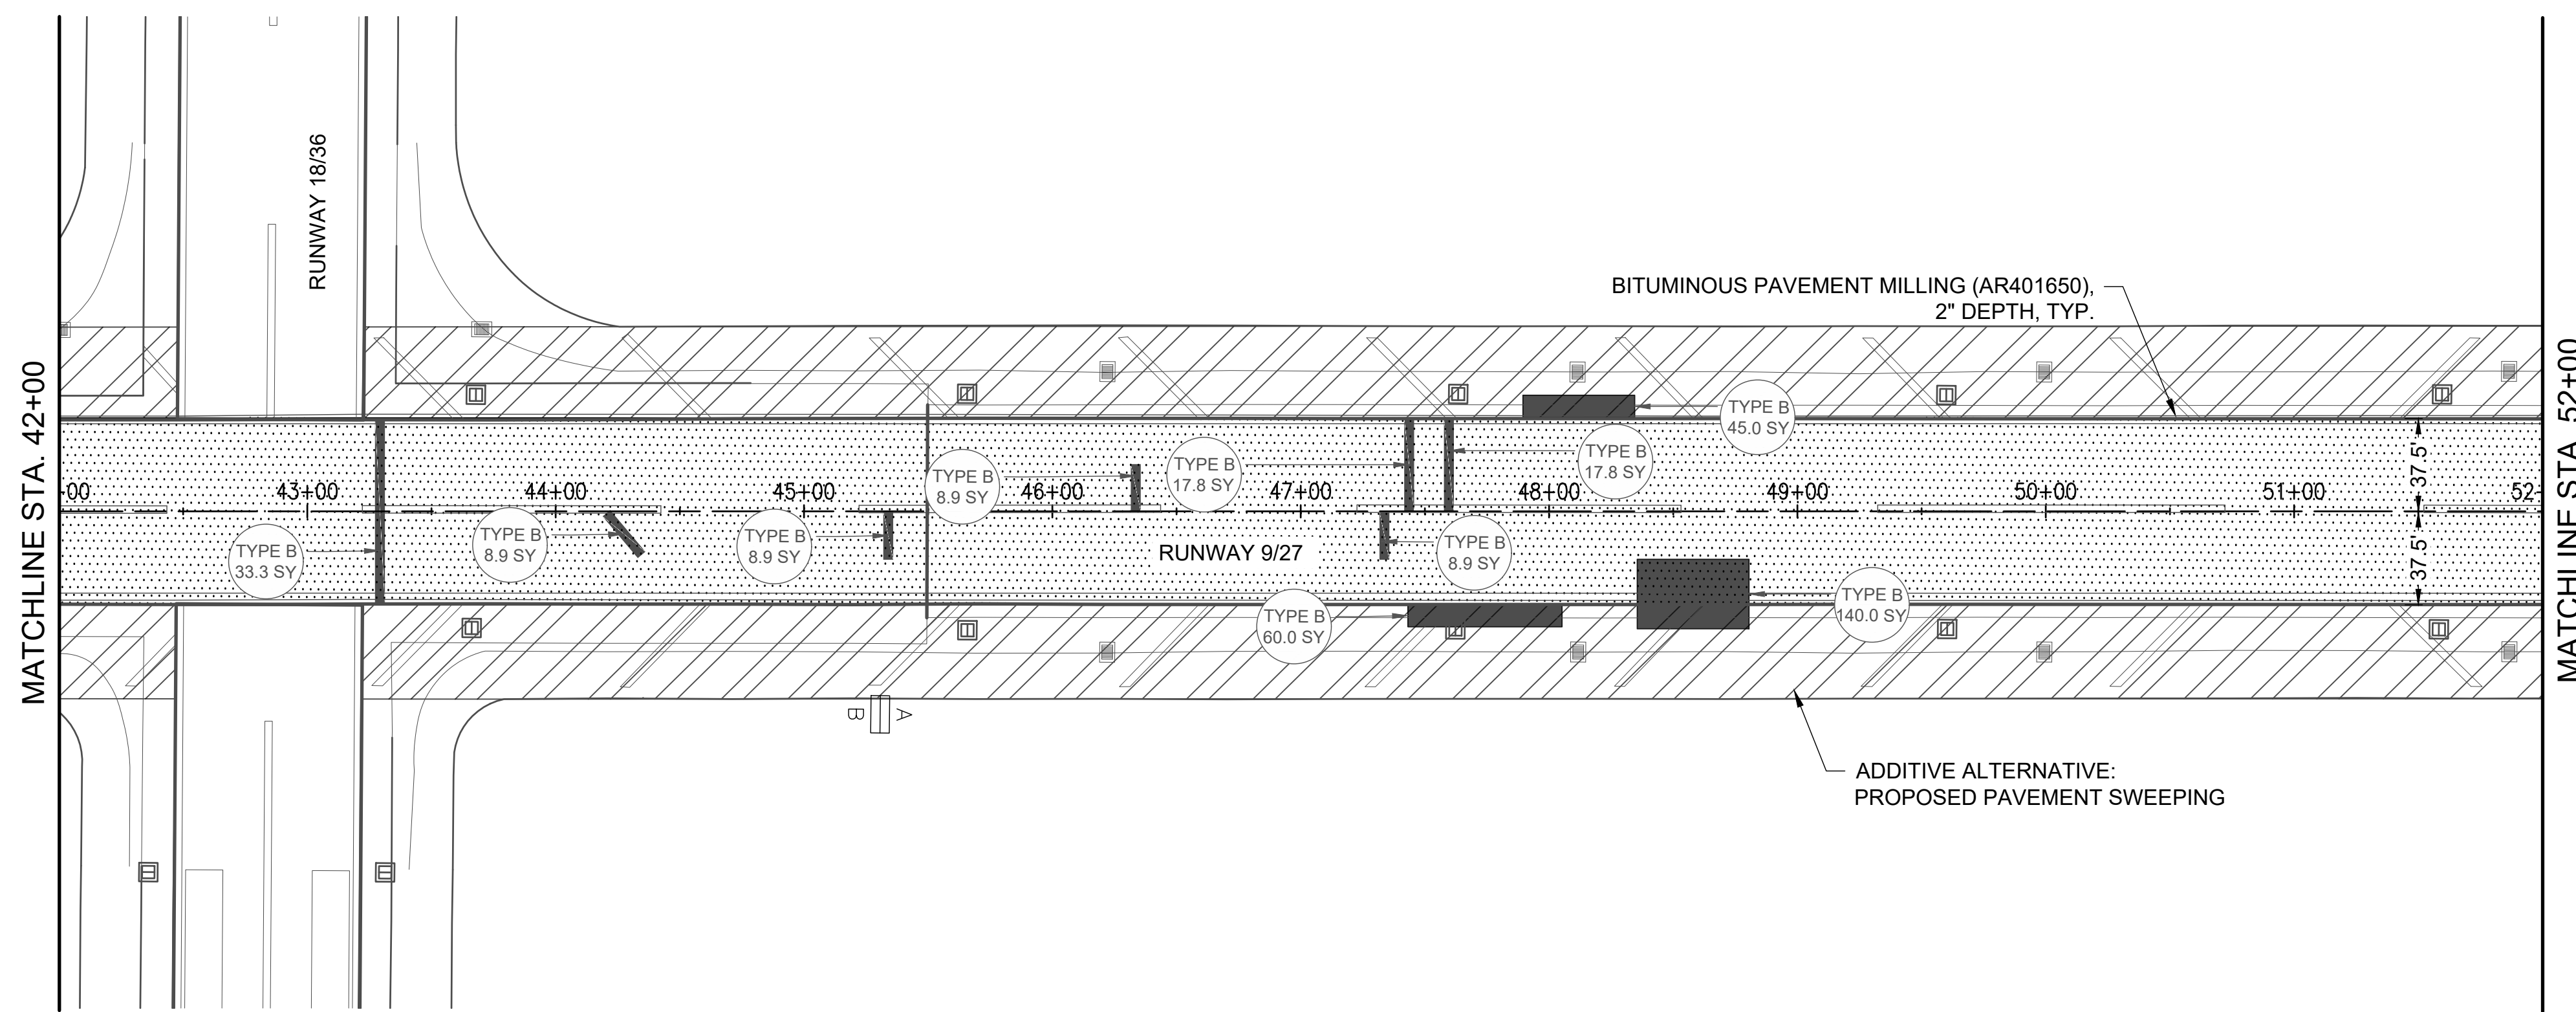 RUNWAY 18/36
BITUMINOUS PAVEMENT MILLING (AR401650),
2" DEPTH, TYP.
MATCHLINE STA. 42+00
MATCHLINE STA. 52+00
TYPE B
45.0 SY
TYPE B
17.8 SY
TYPE B
17.8 SY
TYPE B
8.9 SY
37.5'
+00
43+00
44+00
45+00
46+00
47+00
48+00
49+00
50+00
51+00
52+
TYPE B
33.3 SY
TYPE B
8.9 SY
TYPE B
8.9 SY
RUNWAY 9/27
TYPE B
8.9 SY
37.5'
TYPE B
60.0 SY
TYPE B
140.0 SY
B
A
ADDITIVE ALTERNATIVE:
PROPOSED PAVEMENT SWEEPING